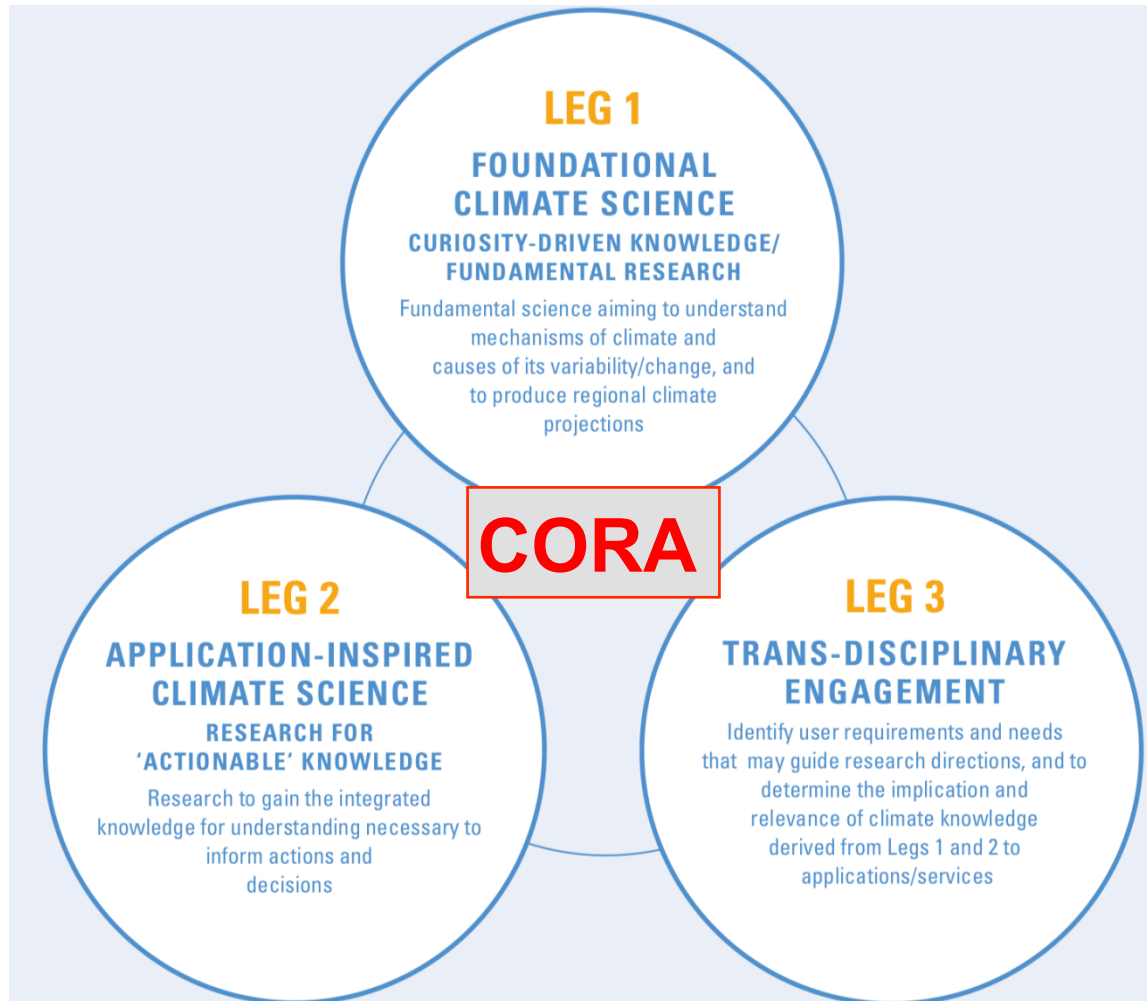 LEG 1
FOUNDATIONAL
CLIMATE SCIENCE
CURIOSITY-DRIVEN KNOWLEDGE/
FUNDAMENTAL RESEARCH
Fundamental science aiming to understand
mechanisms of climate and
causes of its variability/change, and
to produce regional climate
projections
CORA
LEG 2
APPLICATION-INSPIRED
CLIMATE SCIENCE
RESEARCH FOR
‘ACTIONABLE‘ KNOWLEDGE
Research to gain the integrated
knowledge for understanding necessary to
inform actions and
decisions
LEG 3
TRANS-DISCIPLINARY
ENGAGEMENT
Identify user requirements and needs
that may guide research directions, and to
determine the implication and
relevance of climate knowledge
derived from Legs 1 and 2 to
applications/services